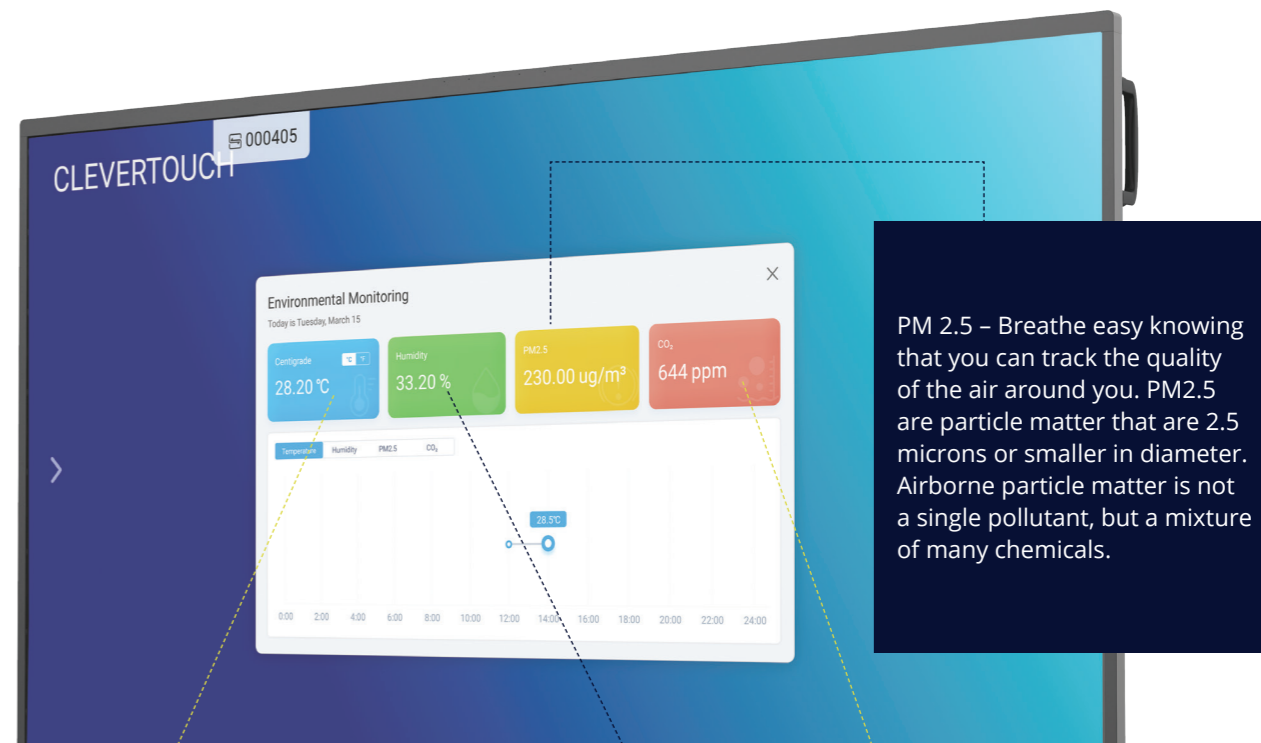 000405
CLEVERTOUCH
Environmental Monitoring
Today is Tuesday, March 15
Centigrade
℃ ℉
28.20 ℃
Humidity
33.20 %
PM2.5
230.00 ug/m³
CO₂
644 ppm
Temperature Humidity PM2.5 CO₂
28.5℃
0:00 2:00 4:00 6:00 8:00 10:00 12:00 14:00 16:00 18:00 20:00 22:00 24:00
PM 2.5 – Breathe easy knowing
that you can track the quality
of the air around you. PM2.5
are particle matter that are 2.5
microns or smaller in diameter.
Airborne particle matter is not
a single pollutant, but a mixture
of many chemicals.